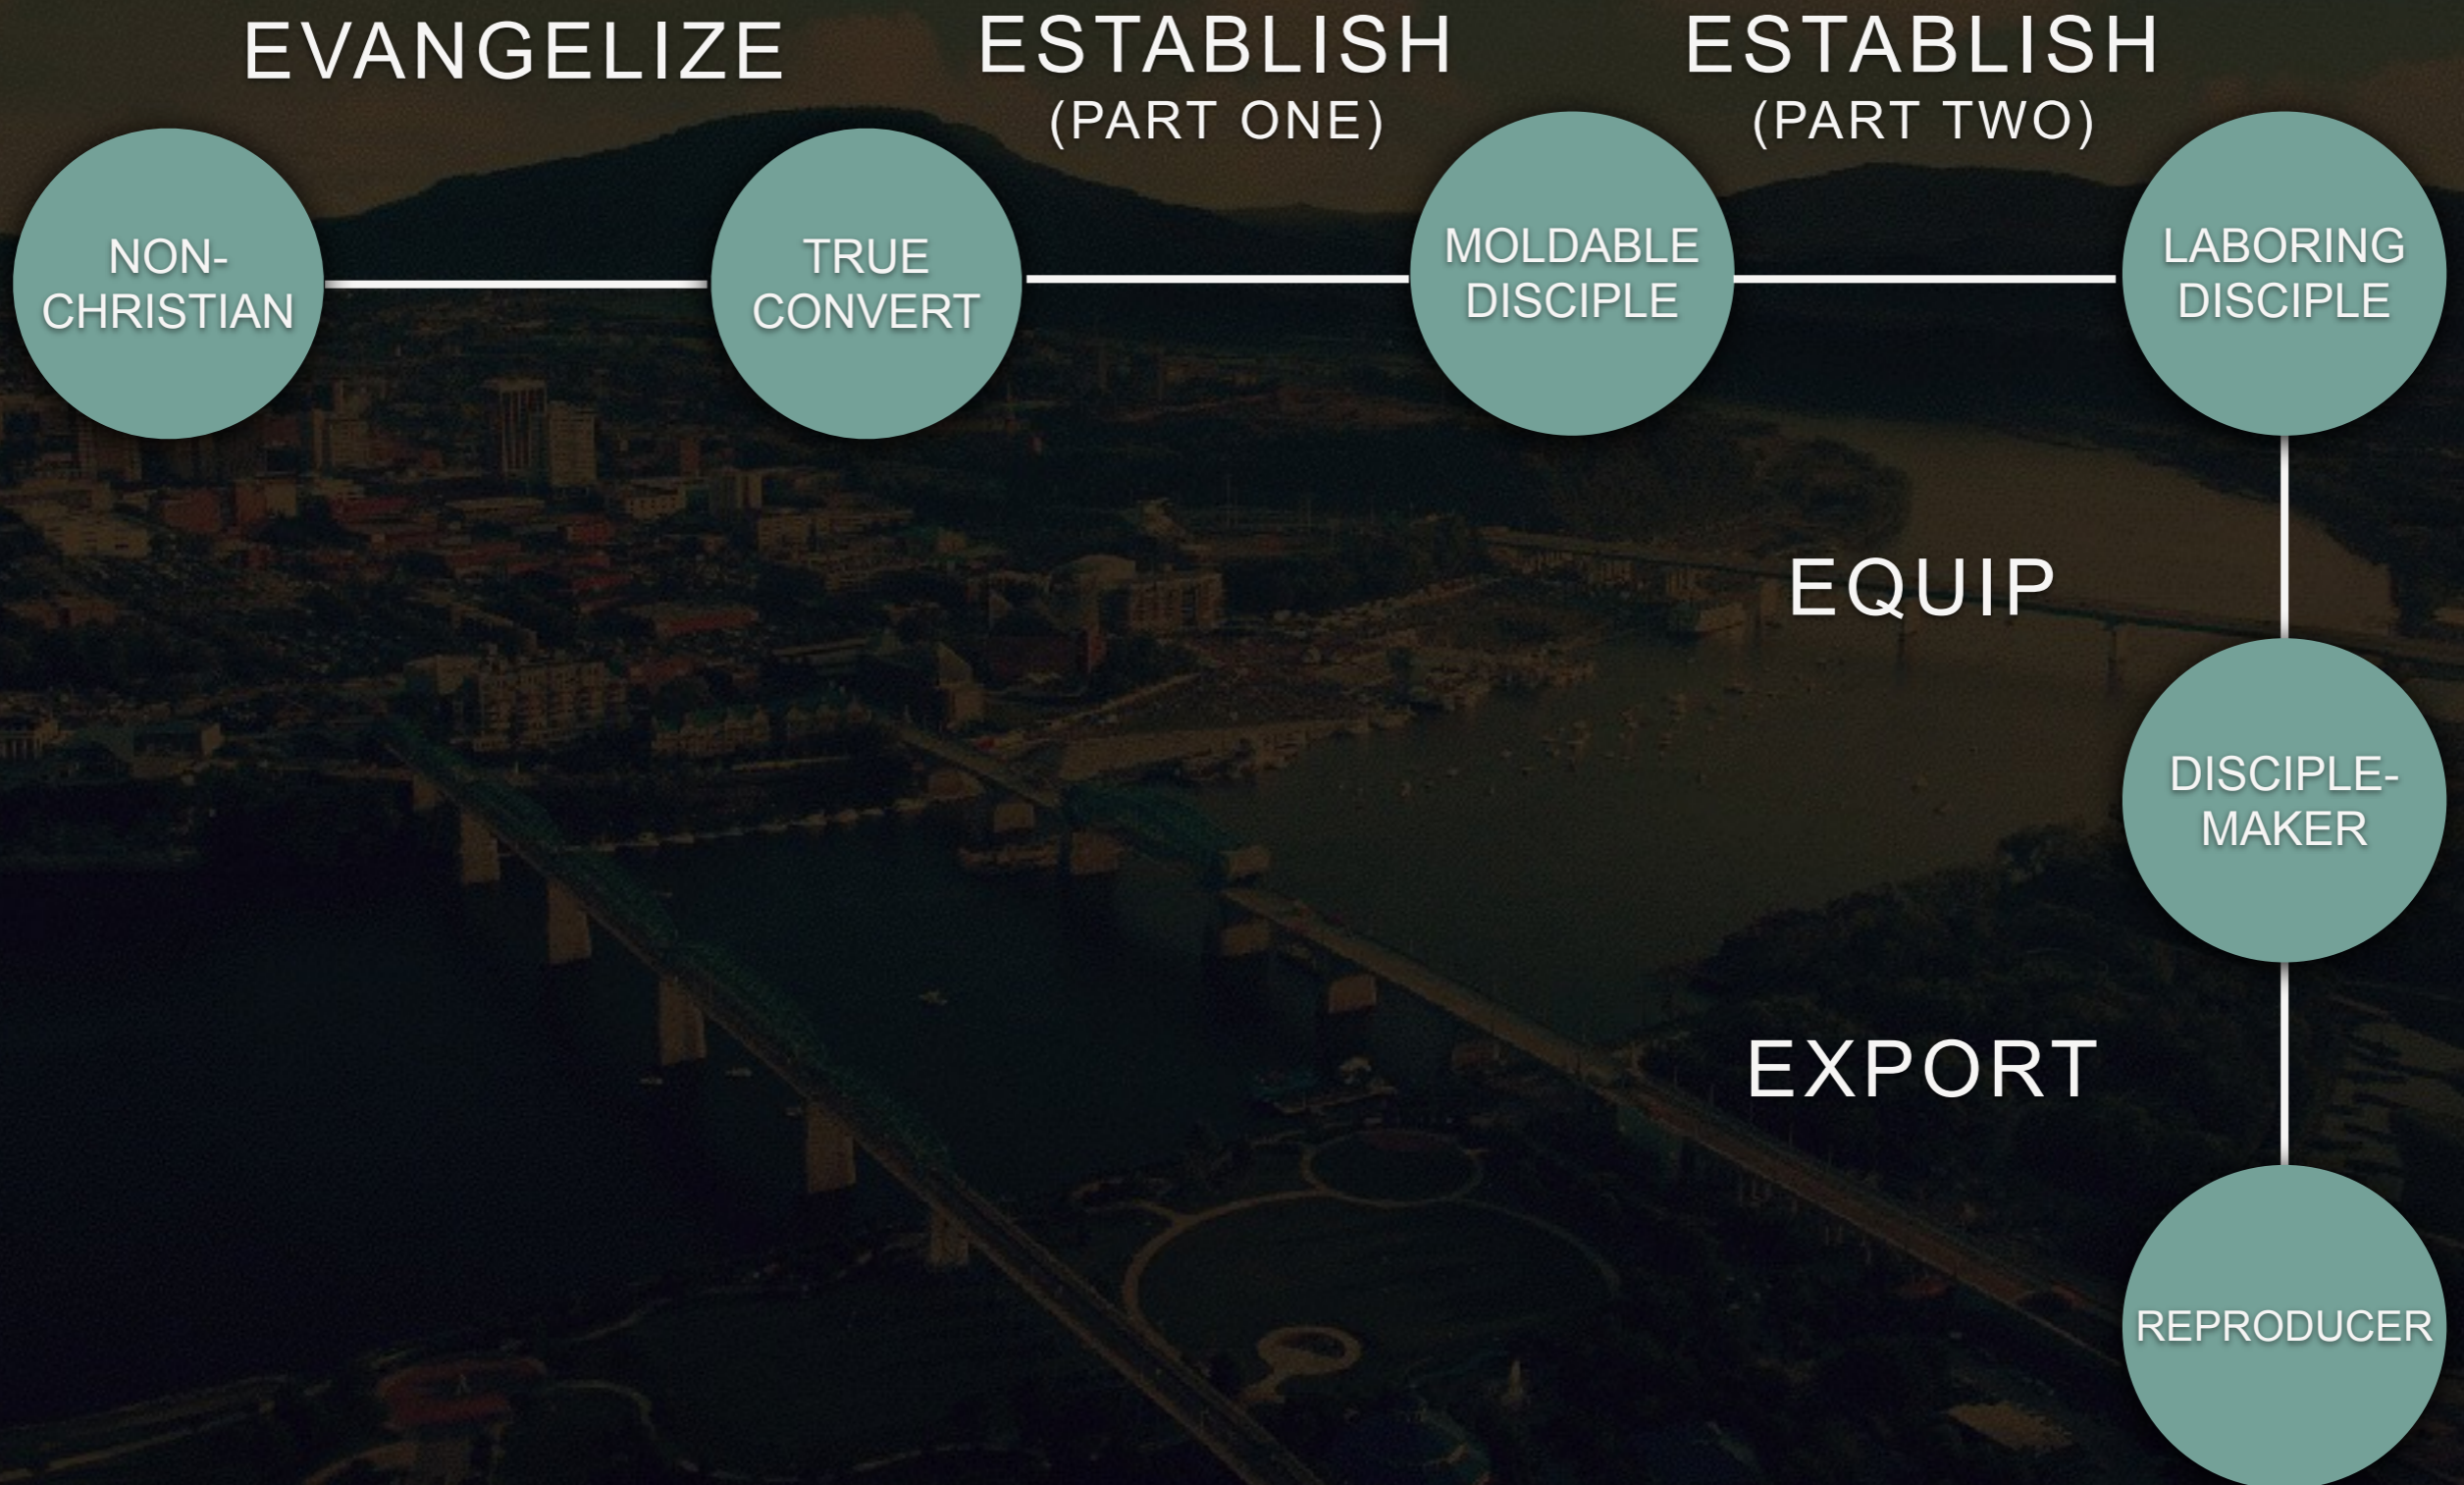 EVANGELIZE
ESTABLISH
(PART ONE)
ESTABLISH
(PART TWO)
NON-
CHRISTIAN
TRUE
CONVERT
MOLDABLE
DISCIPLE
LABORING
DISCIPLE
EQUIP
DISCIPLE-
MAKER
EXPORT
REPRODUCER